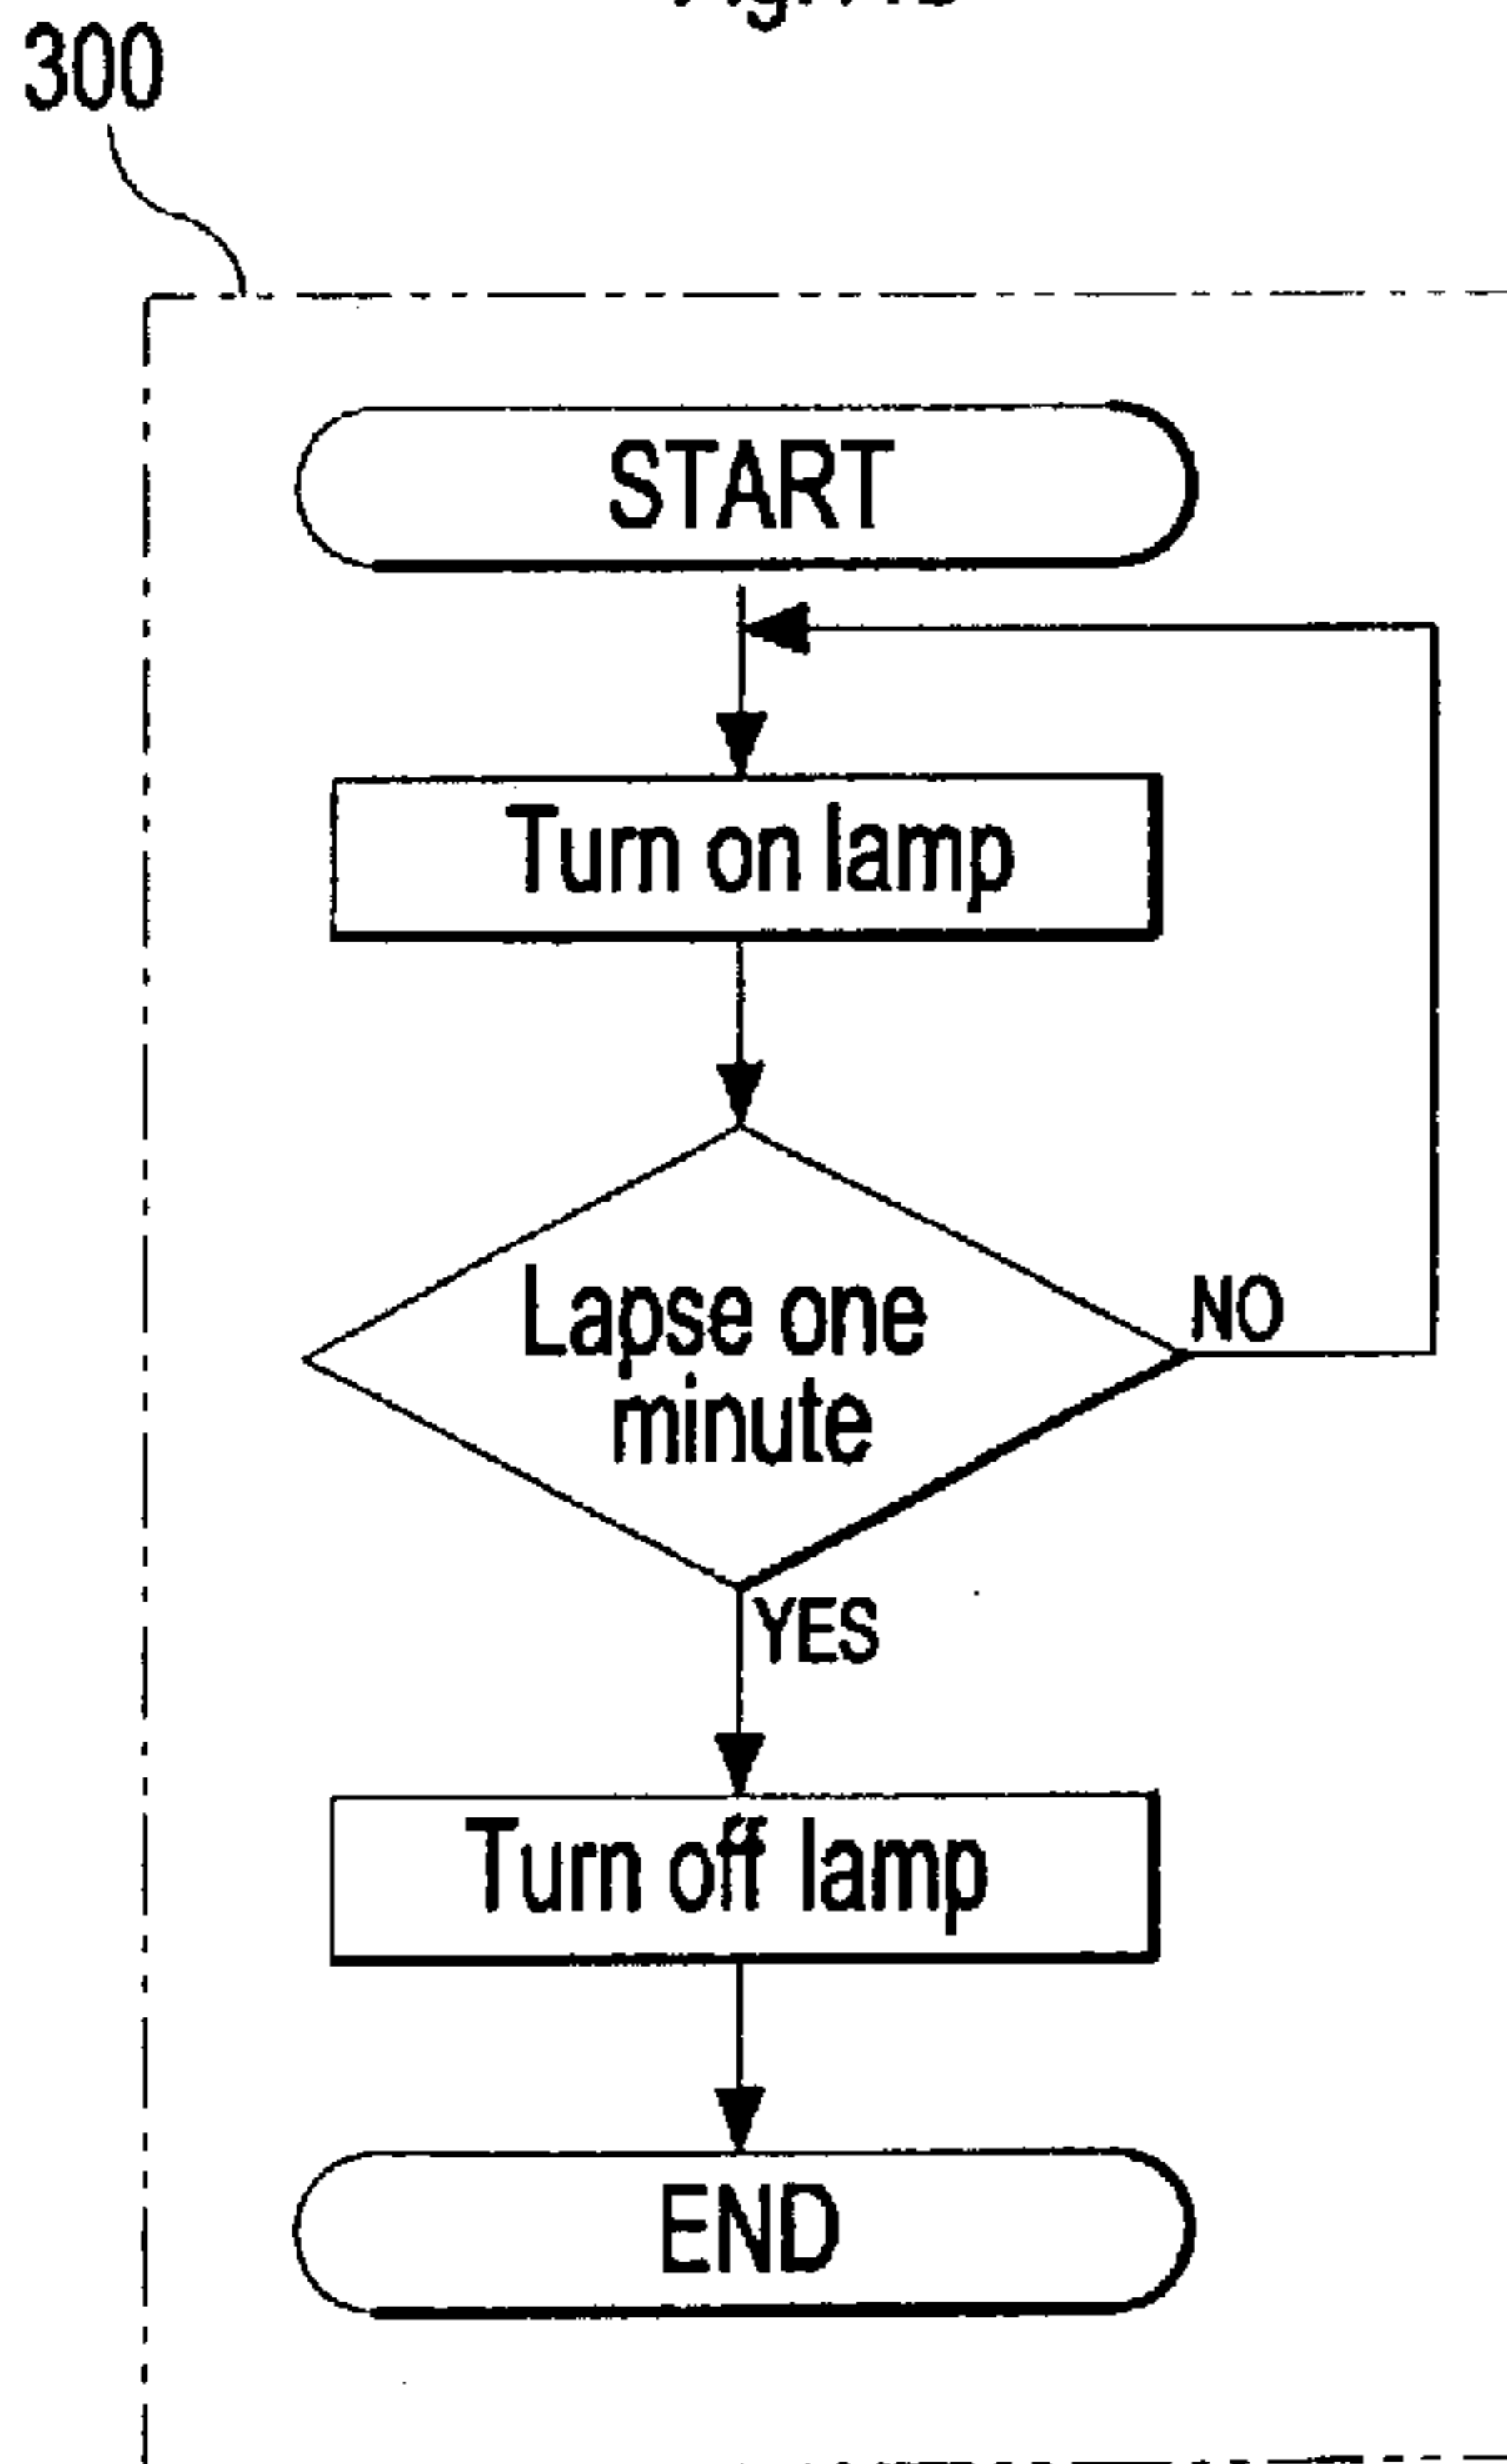 300
START
Turn on lamp
Lapse one
minute
NO
YES
Turn off lamp
END